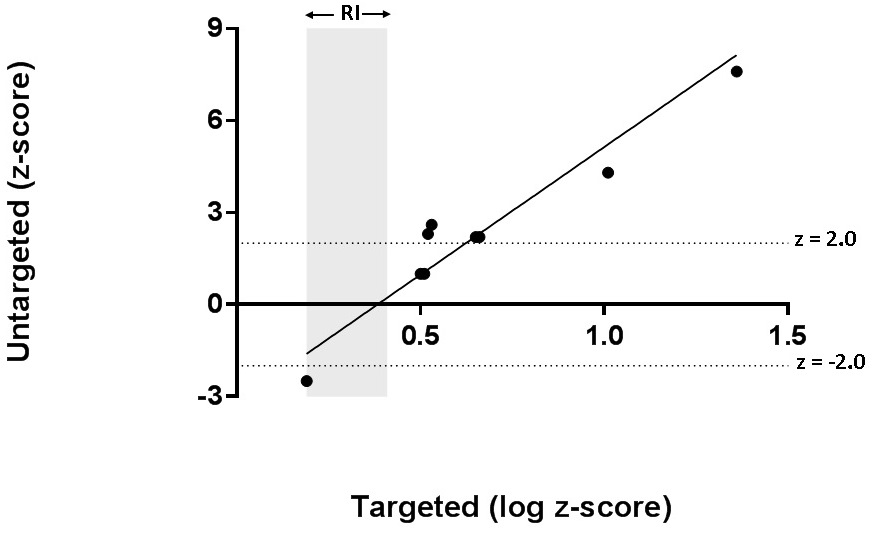 RI
9
6
3
0
-3
0.5 1.0 1.5
z = 2.0
z = -2.0
Untargeted (z-score)
Targeted (log z-score)